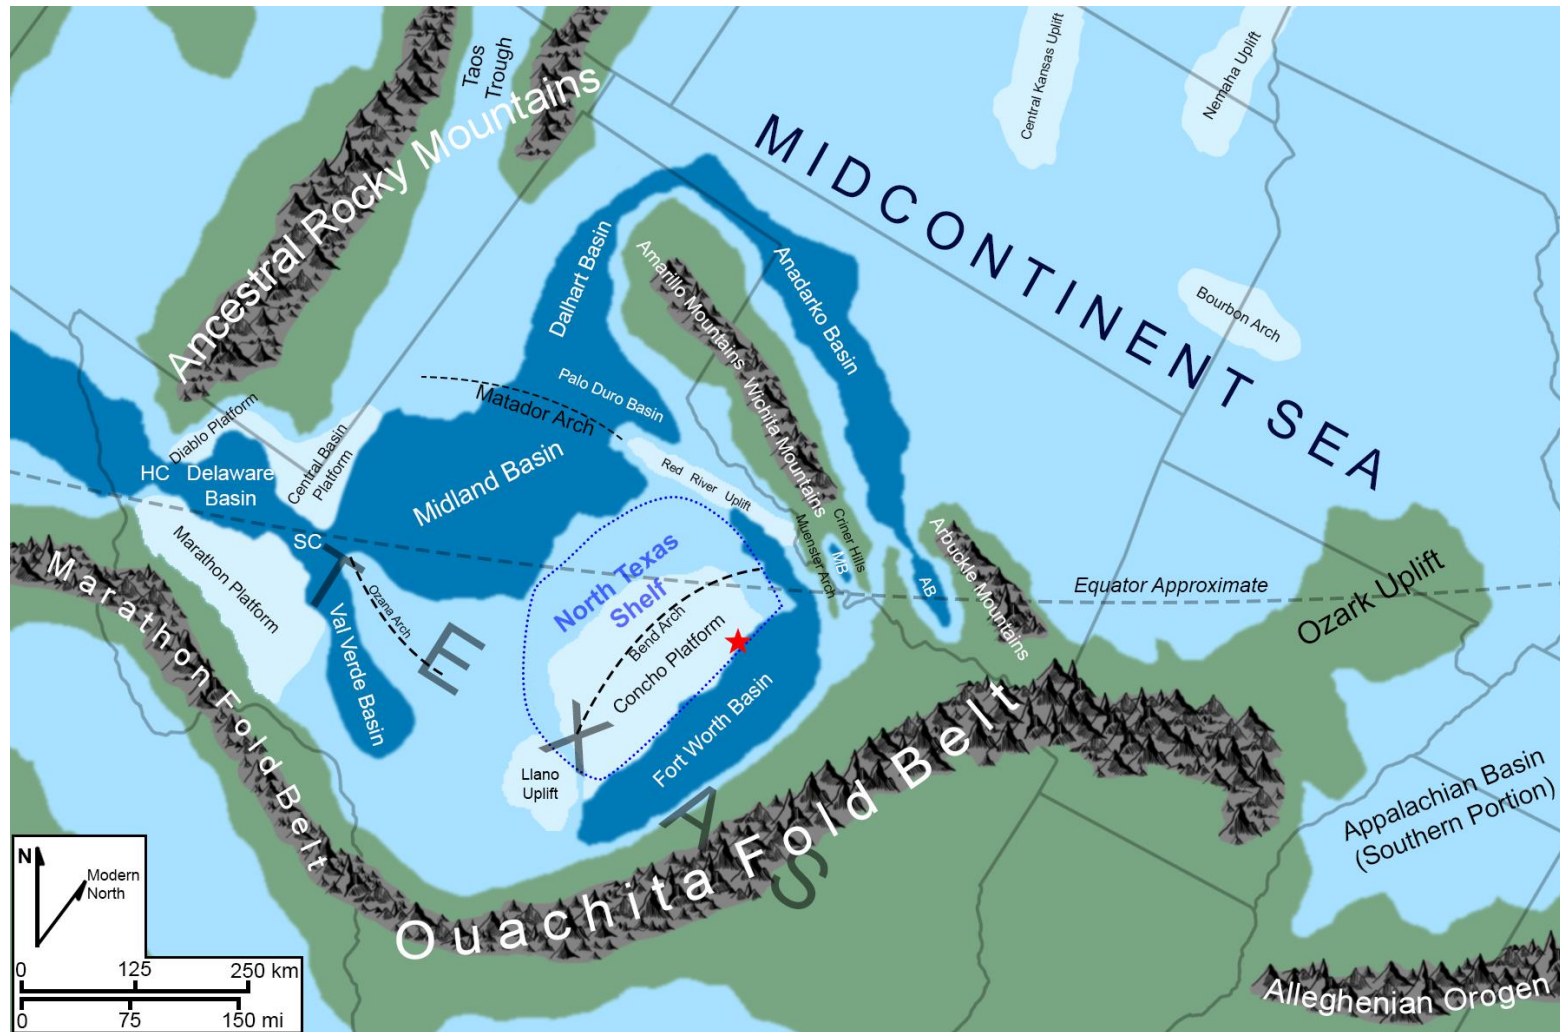 Taos
Trough
Central Kansas Uplift
Nemaha Uplift
Ancestral Rocky Mountains
MIDCONTINENT SEA
Dalhart Basin
Amarillo Mountains
Anadarko Basin
Bourbon Arch
Palo Duro Basin
Matador Arch
Wichita Mountains
Diablo Platform
Central Basin
Platform
HC
Delaware
Basin
Midland Basin
Red River Uplift
Muenster Arch
Criner Hills
MB
AB
Arbuckle Mountains
Equator Approximate
Ozark Uplift
SC
North Texas
Shelf
Marathon Platform
Marathon Fold Belt
Val Verde Basin
Ozana Arch
Bend Arch
Concho Platform
TEXAS
Fort Worth Basin
Llano
Uplift
Ouachita Fold Belt
Appalachian Basin
(Southern Portion)
Alleghenian Orogen
N
Modern
North
0 125 250 km
0 75 150 mi